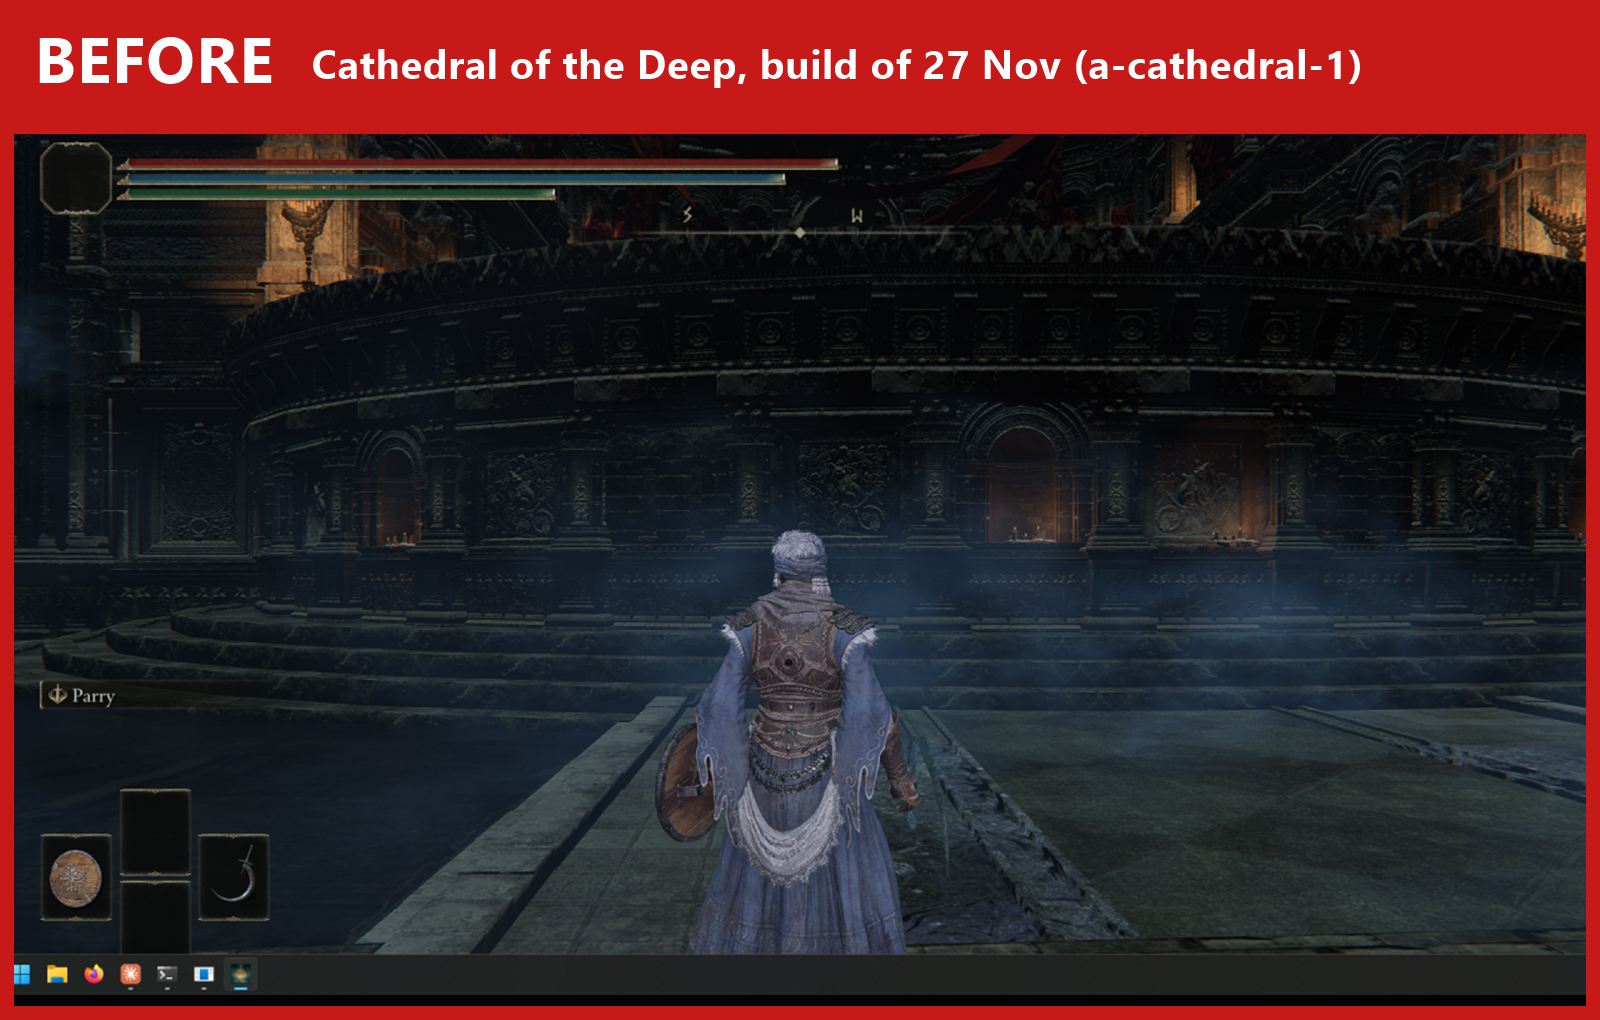 BEFORE Cathedral of the Deep, build of 27 Nov (a-cathedral-1)
S W
Parry